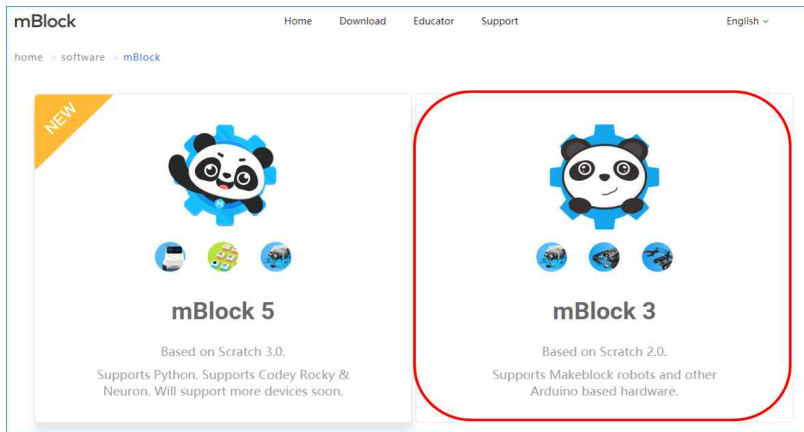 mBlock
Home Download Educator Support English
home > software > mBlock
NEW
mBlock 5
Based on Scratch 3.0.
Supports Python. Supports Codey Rocky &
Neuron. Will support more devices soon.
mBlock 3
Based on Scratch 2.0.
Supports Makeblock robots and other
Arduino based hardware.